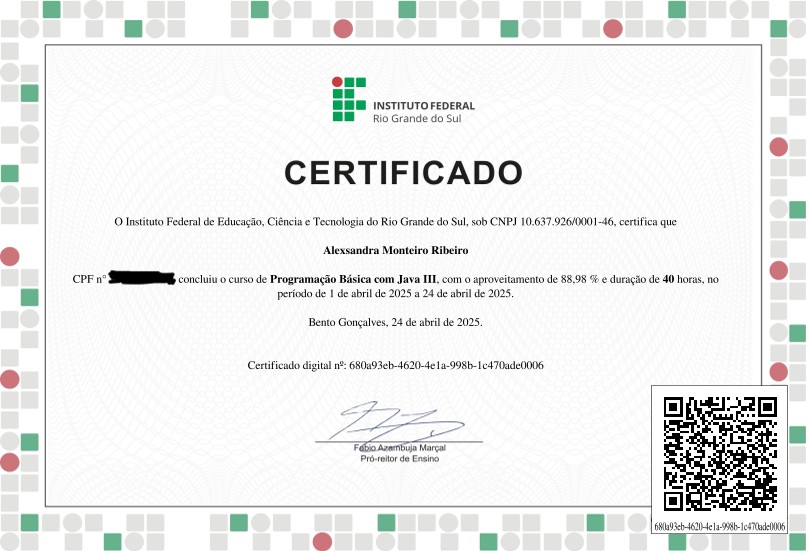 INSTITUTO FEDERAL
Rio Grande do Sul
CERTIFICADO
O Instituto Federal de Educação, Ciência e Tecnologia do Rio Grande do Sul, sob CNPJ 10.637.926/0001-46, certifica que
Alexsandra Monteiro Ribeiro
CPF n° concluiu o curso de Programação Básica com Java III, com o aproveitamento de 88,98 % e duração de 40 horas, no
período de 1 de abril de 2025 a 24 de abril de 2025.
Bento Gonçalves, 24 de abril de 2025.
Certificado digital nº: 680a93eb-4620-4e1a-998b-1c470ade0006
Fábio Azambuja Marçal
Pró-reitor de Ensino
680a93eb-4620-4e1a-998b-1c470ade0006